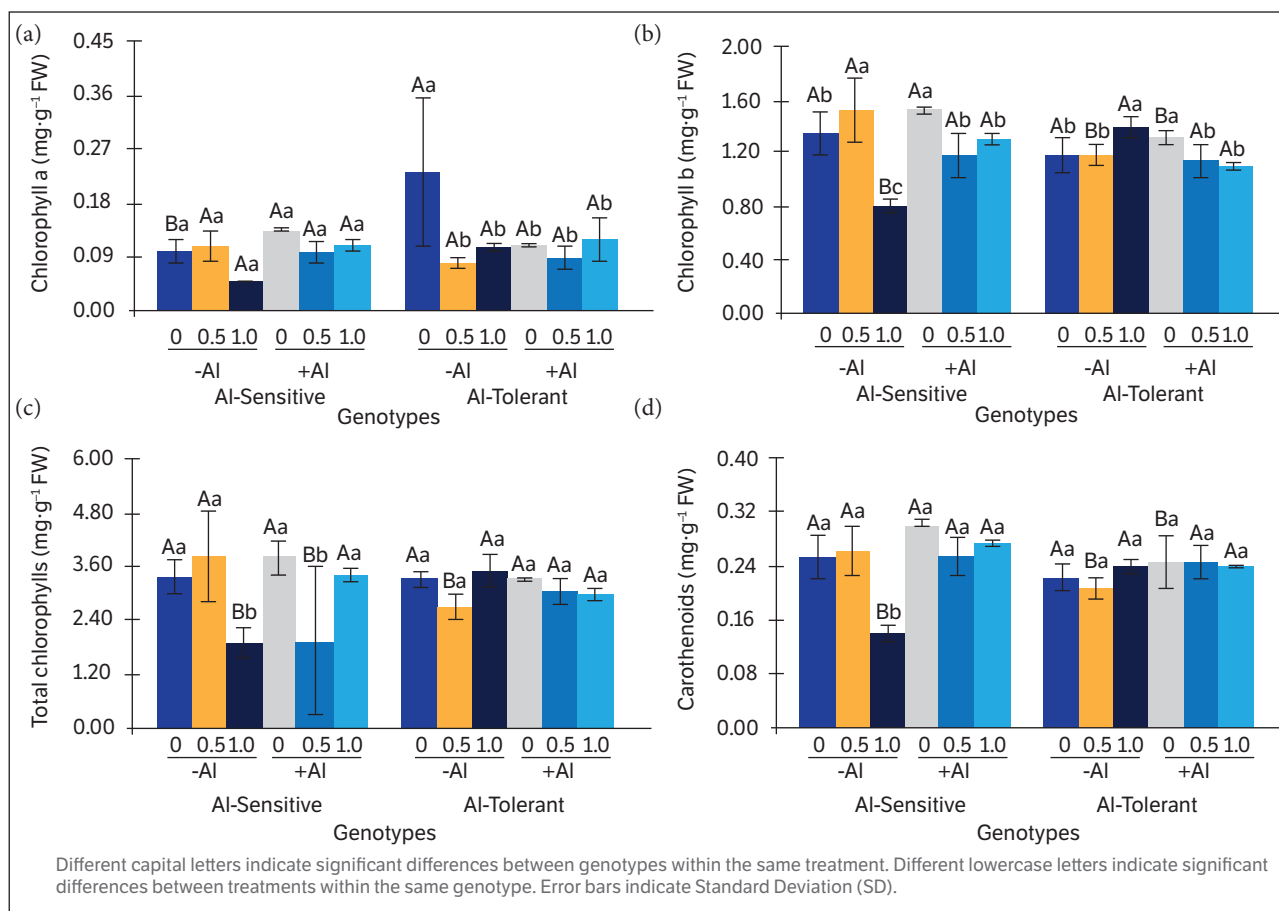 (a)
Chlorophyll a (mg·g⁻¹ FW)
0.45
0.36
0.27
0.18
0.09
0.00
Ba Aa Aa Aa Aa Aa Aa Ab Ab Ab Ab Ab
0 0.5 1.0 0 0.5 1.0 0 0.5 1.0 0 0.5 1.0
-Al +Al -Al +Al
Al-Sensitive Al-Tolerant
Genotypes
(b)
Chlorophyll b (mg·g⁻¹ FW)
2.00
1.60
1.20
0.80
0.40
0.00
Ab Aa Bc Aa Ab Ab Ab Bb Aa Ba Ab Ab
0 0.5 1.0 0 0.5 1.0 0 0.5 1.0 0 0.5 1.0
-Al +Al -Al +Al
Al-Sensitive Al-Tolerant
Genotypes
(c)
Total chlorophylls (mg·g⁻¹ FW)
6.00
4.80
3.60
2.40
1.20
0.00
Aa Aa Bb Aa Bb Aa Aa Ba Aa Aa Aa Aa
0 0.5 1.0 0 0.5 1.0 0 0.5 1.0 0 0.5 1.0
-Al +Al -Al +Al
Al-Sensitive Al-Tolerant
Genotypes
(d)
Carothenoids (mg·g⁻¹ FW)
0.40
0.32
0.24
0.16
0.08
0.00
Aa Aa Bb Aa Aa Aa Aa Ba Aa Ba Aa Aa
0 0.5 1.0 0 0.5 1.0 0 0.5 1.0 0 0.5 1.0
-Al +Al -Al +Al
Al-Sensitive Al-Tolerant
Genotypes
Different capital letters indicate significant differences between genotypes within the same treatment. Different lowercase letters indicate significant
differences between treatments within the same genotype. Error bars indicate Standard Deviation (SD).